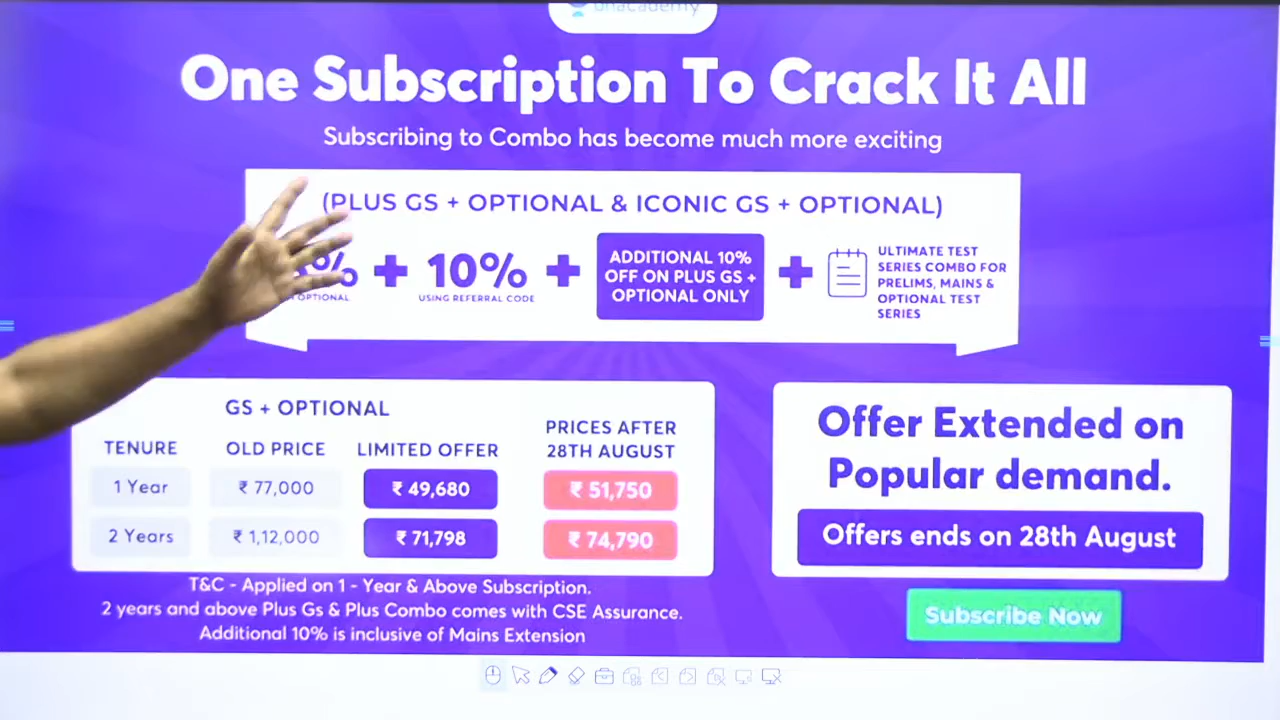 One Subscription To Crack It All
Subscribing to Combo has become much more exciting
(PLUS GS + OPTIONAL & ICONIC GS + OPTIONAL)
+ 10% + +
USING REFERRAL CODE
OPTIONAL
ADDITIONAL 10%
OFF ON PLUS GS +
OPTIONAL ONLY
ULTIMATE TEST
SERIES COMBO FOR
PRELIMS, MAINS &
OPTIONAL TEST
SERIES
GS + OPTIONAL
TENURE OLD PRICE LIMITED OFFER PRICES AFTER
28TH AUGUST
1 Year ₹ 77,000 ₹ 49,680 ₹ 51,750
2 Years ₹ 1,12,000 ₹ 71,798 ₹ 74,790
T&C - Applied on 1 - Year & Above Subscription.
2 years and above Plus Gs & Plus Combo comes with CSE Assurance.
Additional 10% is inclusive of Mains Extension
Offer Extended on
Popular demand.
Offers ends on 28th August
Subscribe Now